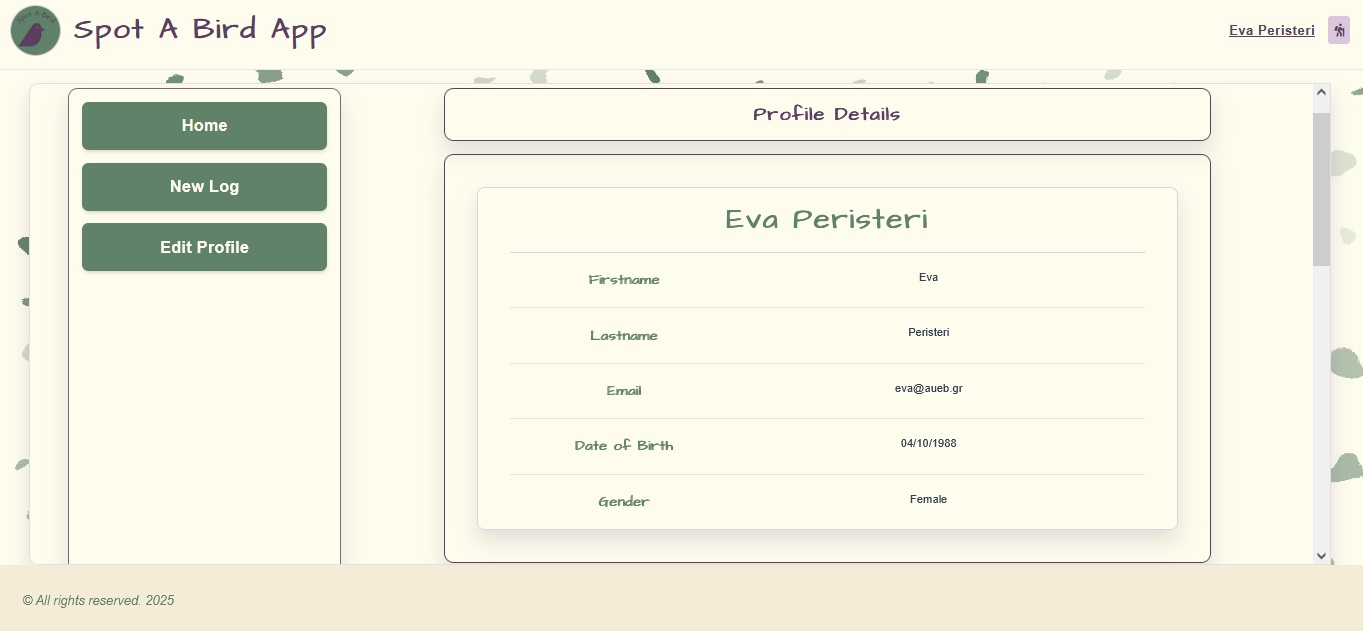 Spot A Bird
Spot A Bird App
Eva Peristeri
Home
New Log
Edit Profile
Profile Details
Eva Peristeri
Firstname Eva
Lastname Peristeri
Email eva@aueb.gr
Date of Birth 04/10/1988
Gender Female
© All rights reserved. 2025